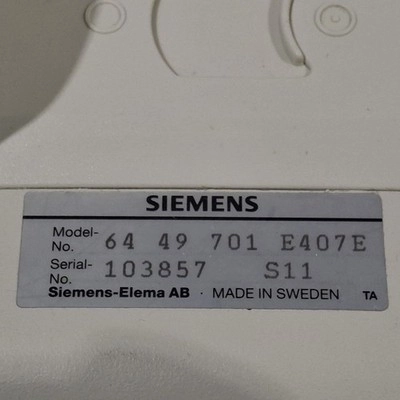 SIEMENS
Model-
No. 64 49 701 E407E
Serial-
No. 103857 S11
Siemens-Elema AB · MADE IN SWEDEN TA